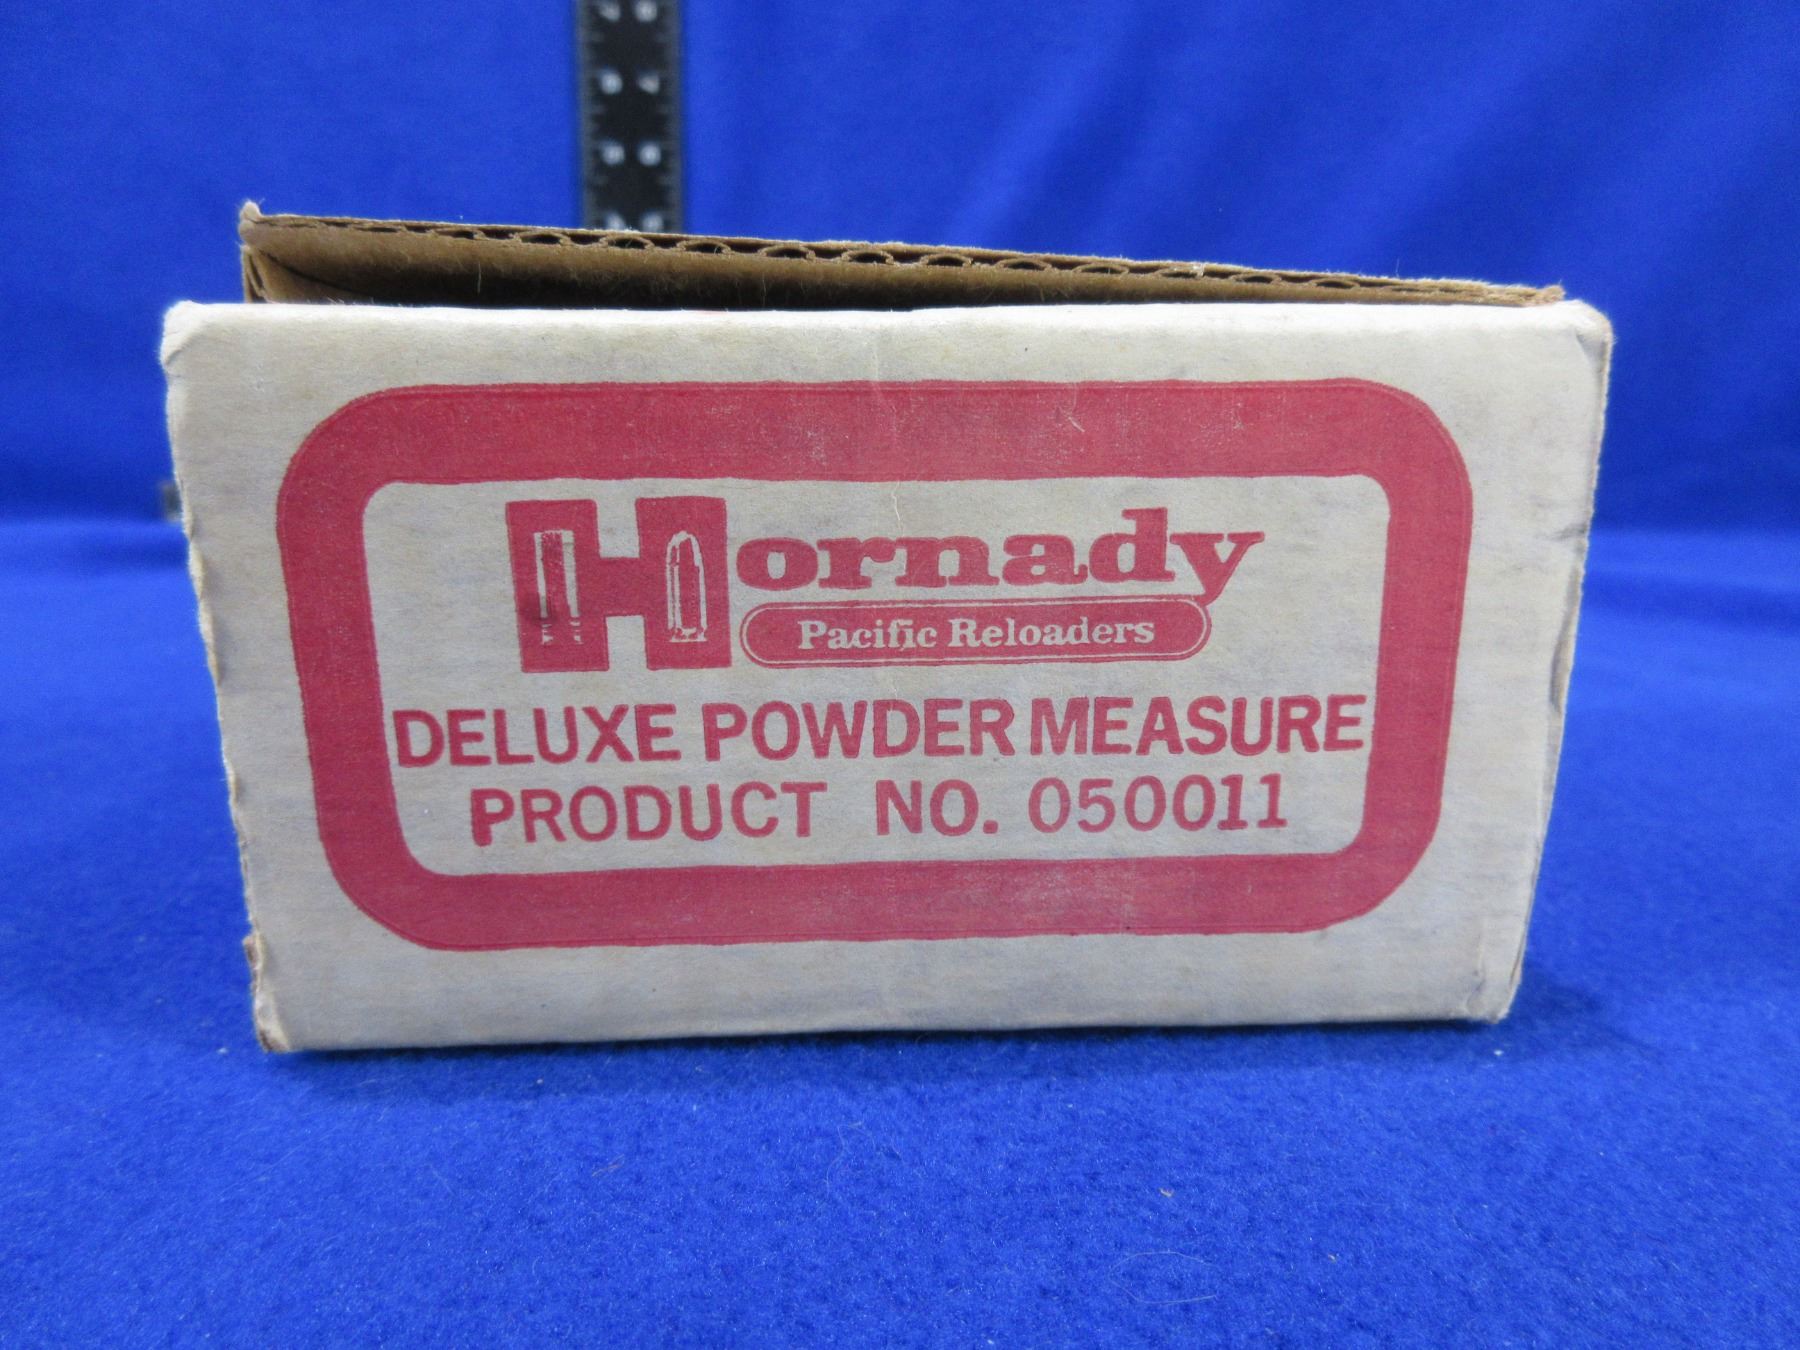 Hornady
Pacific Reloaders
DELUXE POWDER MEASURE
PRODUCT NO. 050011